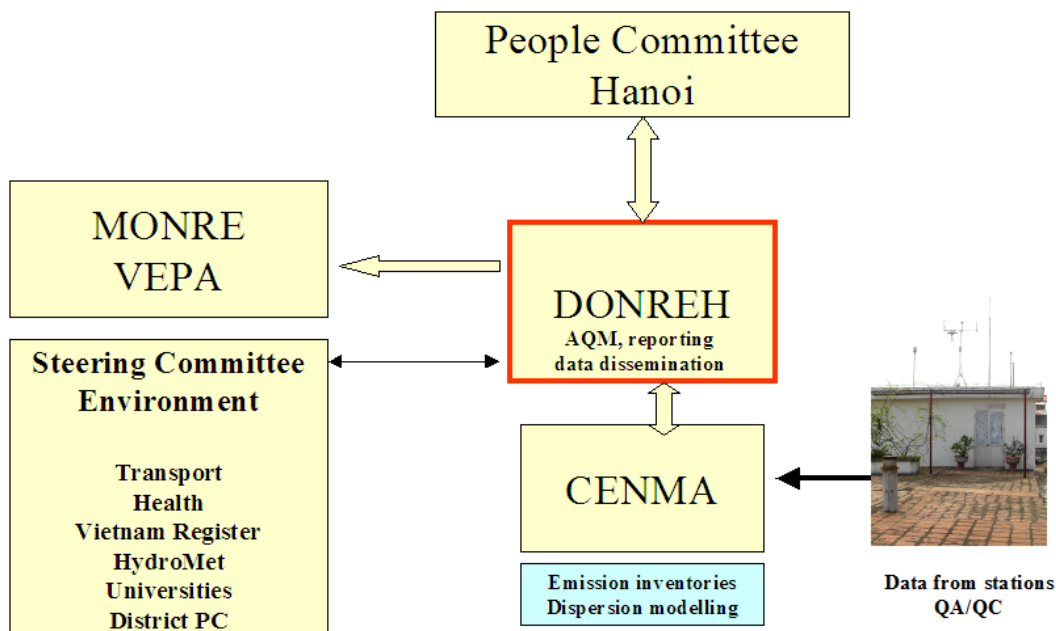 People Committee
Hanoi
MONRE
VEPA
DONREH
AQM, reporting
data dissemination
Steering Committee
Environment
Transport
Health
Vietnam Register
HydroMet
Universities
District PC
CENMA
Emission inventories
Dispersion modelling
Data from stations
QA/QC